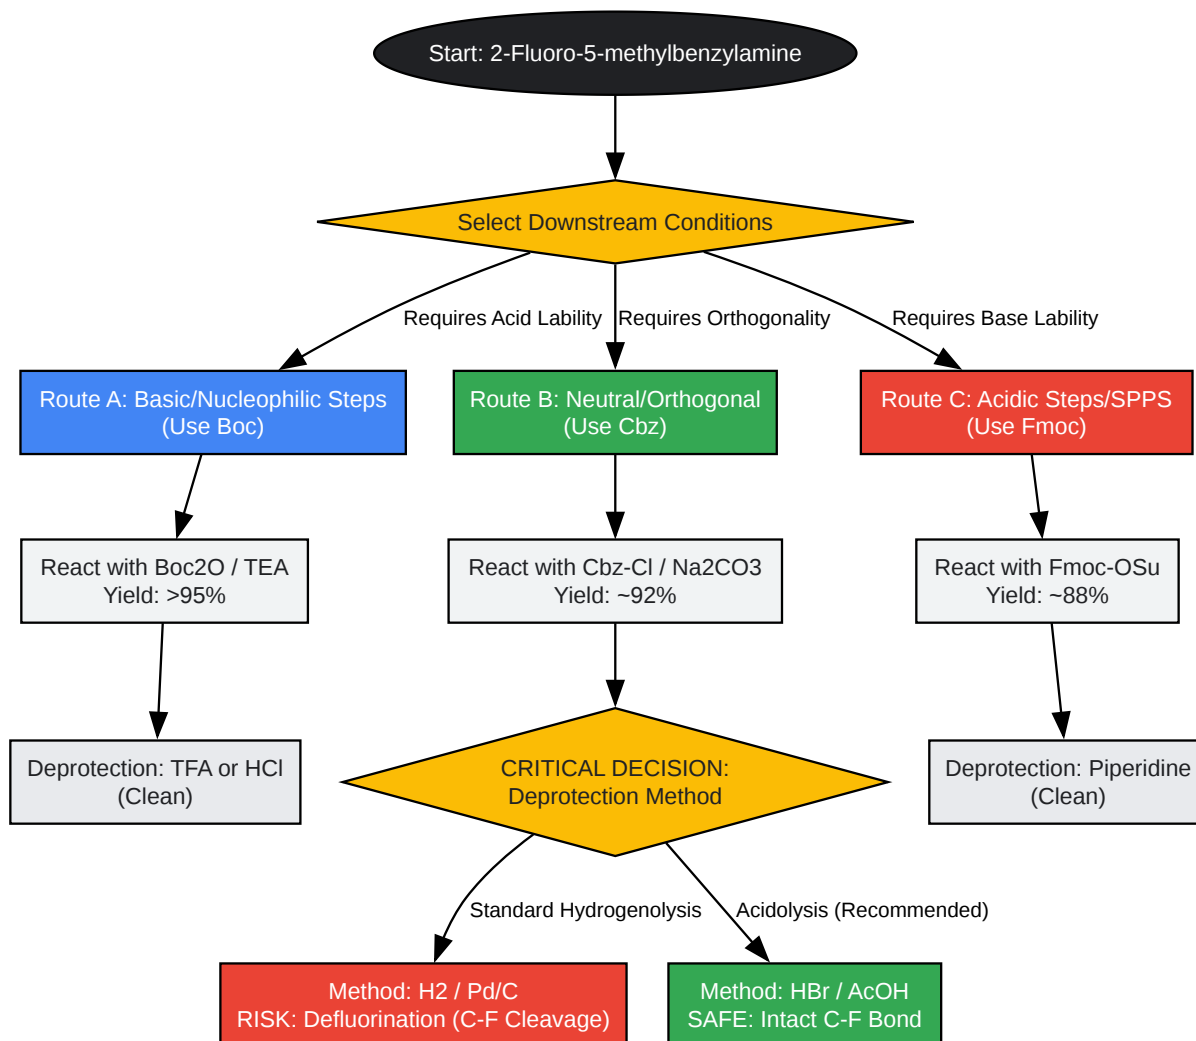 Start: 2-Fluoro-5-methylbenzylamine
Select Downstream Conditions
Requires Acid Lability
Requires Orthogonality
Requires Base Lability
Route A: Basic/Nucleophilic Steps
(Use Boc)
Route B: Neutral/Orthogonal
(Use Cbz)
Route C: Acidic Steps/SPPS
(Use Fmoc)
React with Boc2O / TEA
Yield: >95%
React with Cbz-Cl / Na2CO3
Yield: ~92%
React with Fmoc-OSu
Yield: ~88%
Deprotection: TFA or HCl
(Clean)
CRITICAL DECISION:
Deprotection Method
Deprotection: Piperidine
(Clean)
Standard Hydrogenolysis
Acidolysis (Recommended)
Method: H2 / Pd/C
RISK: Defluorination (C-F Cleavage)
Method: HBr / AcOH
SAFE: Intact C-F Bond